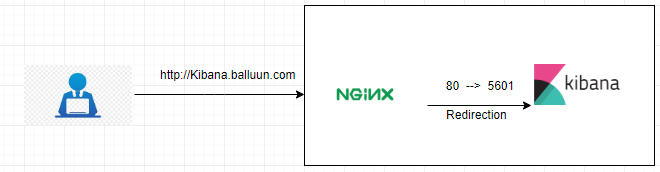 http://Kibana.balluun.com
NGiNX
80 --> 5601
kibana
Redirection